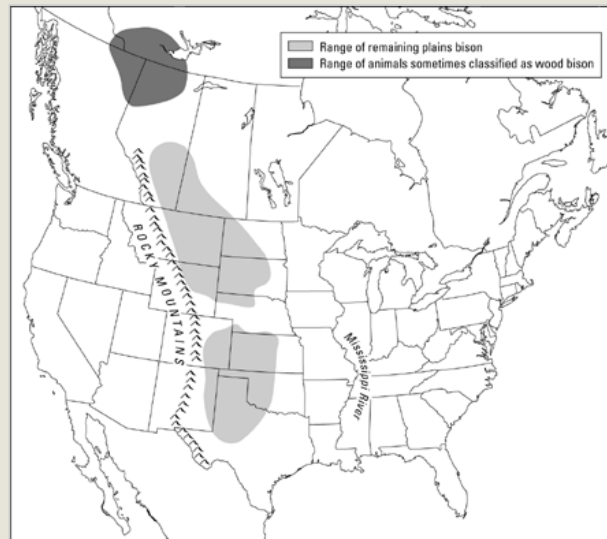 Range of remaining plains bison
Range of animals sometimes classified as wood bison
ROCKY MOUNTAINS
Mississippi River